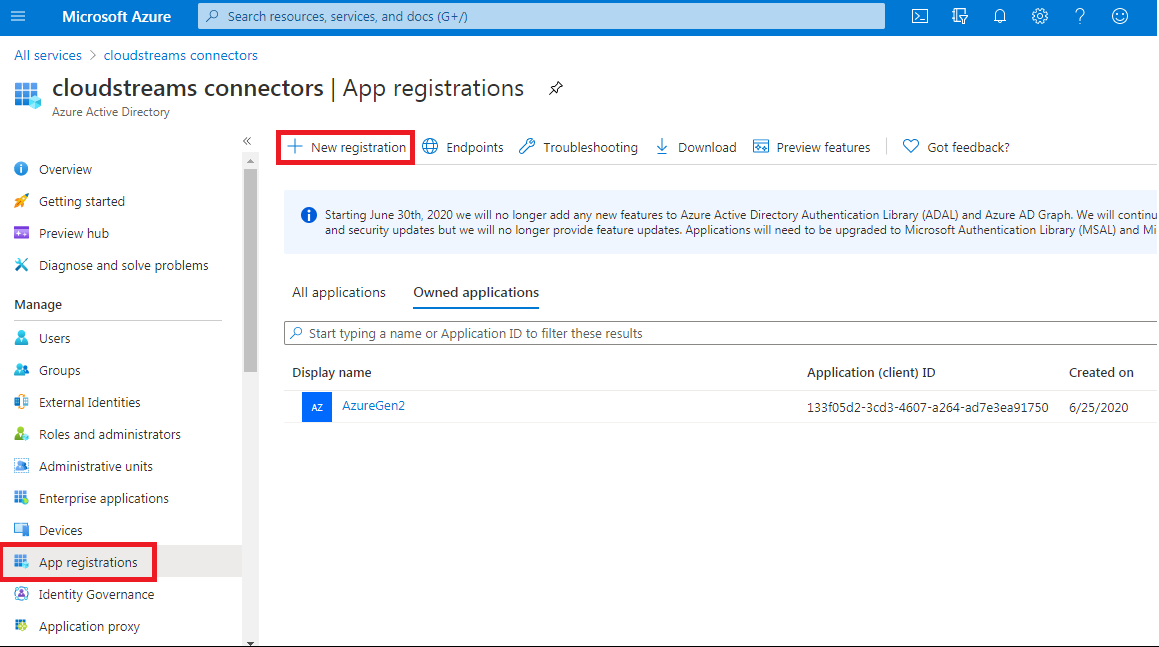 Microsoft Azure
Search resources, services, and docs (G+/)
All services > cloudstreams connectors
cloudstreams connectors | App registrations
Azure Active Directory
«
Overview
Getting started
Preview hub
Diagnose and solve problems
Manage
Users
Groups
External Identities
Roles and administrators
Administrative units
Enterprise applications
Devices
App registrations
Identity Governance
Application proxy
New registration Endpoints Troubleshooting Download Preview features Got feedback?
Starting June 30th, 2020 we will no longer add any new features to Azure Active Directory Authentication Library (ADAL) and Azure AD Graph. We will continu
and security updates but we will no longer provide feature updates. Applications will need to be upgraded to Microsoft Authentication Library (MSAL) and Mi
All applications Owned applications
Start typing a name or Application ID to filter these results
Display name Application (client) ID Created on
AZ AzureGen2 133f05d2-3cd3-4607-a264-ad7e3ea91750 6/25/2020